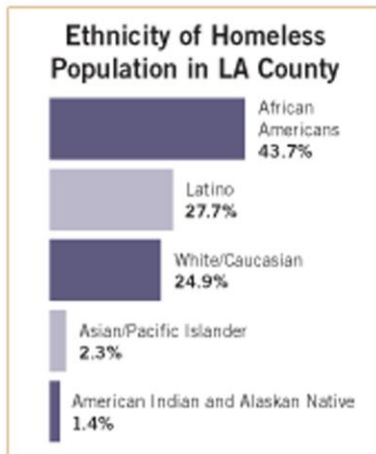 Ethnicity of Homeless
Population in LA County
African
Americans
43.7%
Latino
27.7%
White/Caucasian
24.9%
Asian/Pacific Islander
2.3%
American Indian and Alaskan Native
1.4%